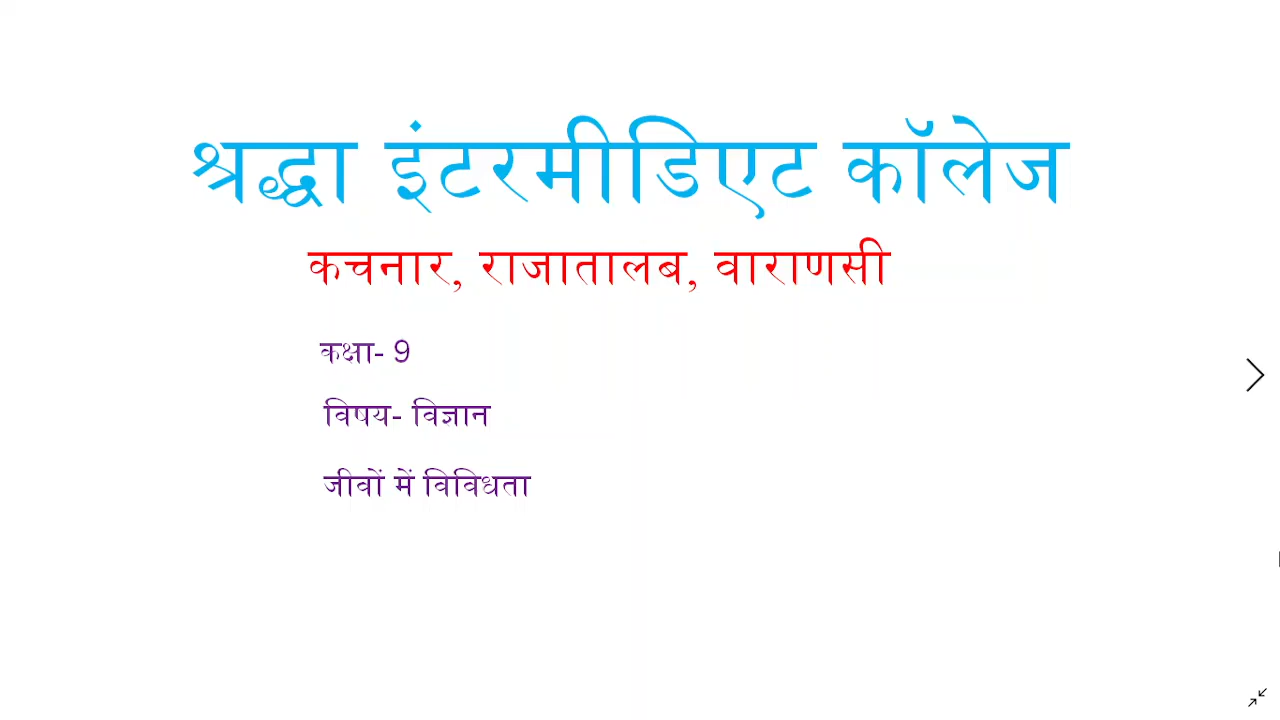 श्रद्धा इंटरमीडिएट कॉलेज
कचनार, राजातालब, वाराणसी
कक्षा- 9
विषय- विज्ञान
जीवों में विविधता